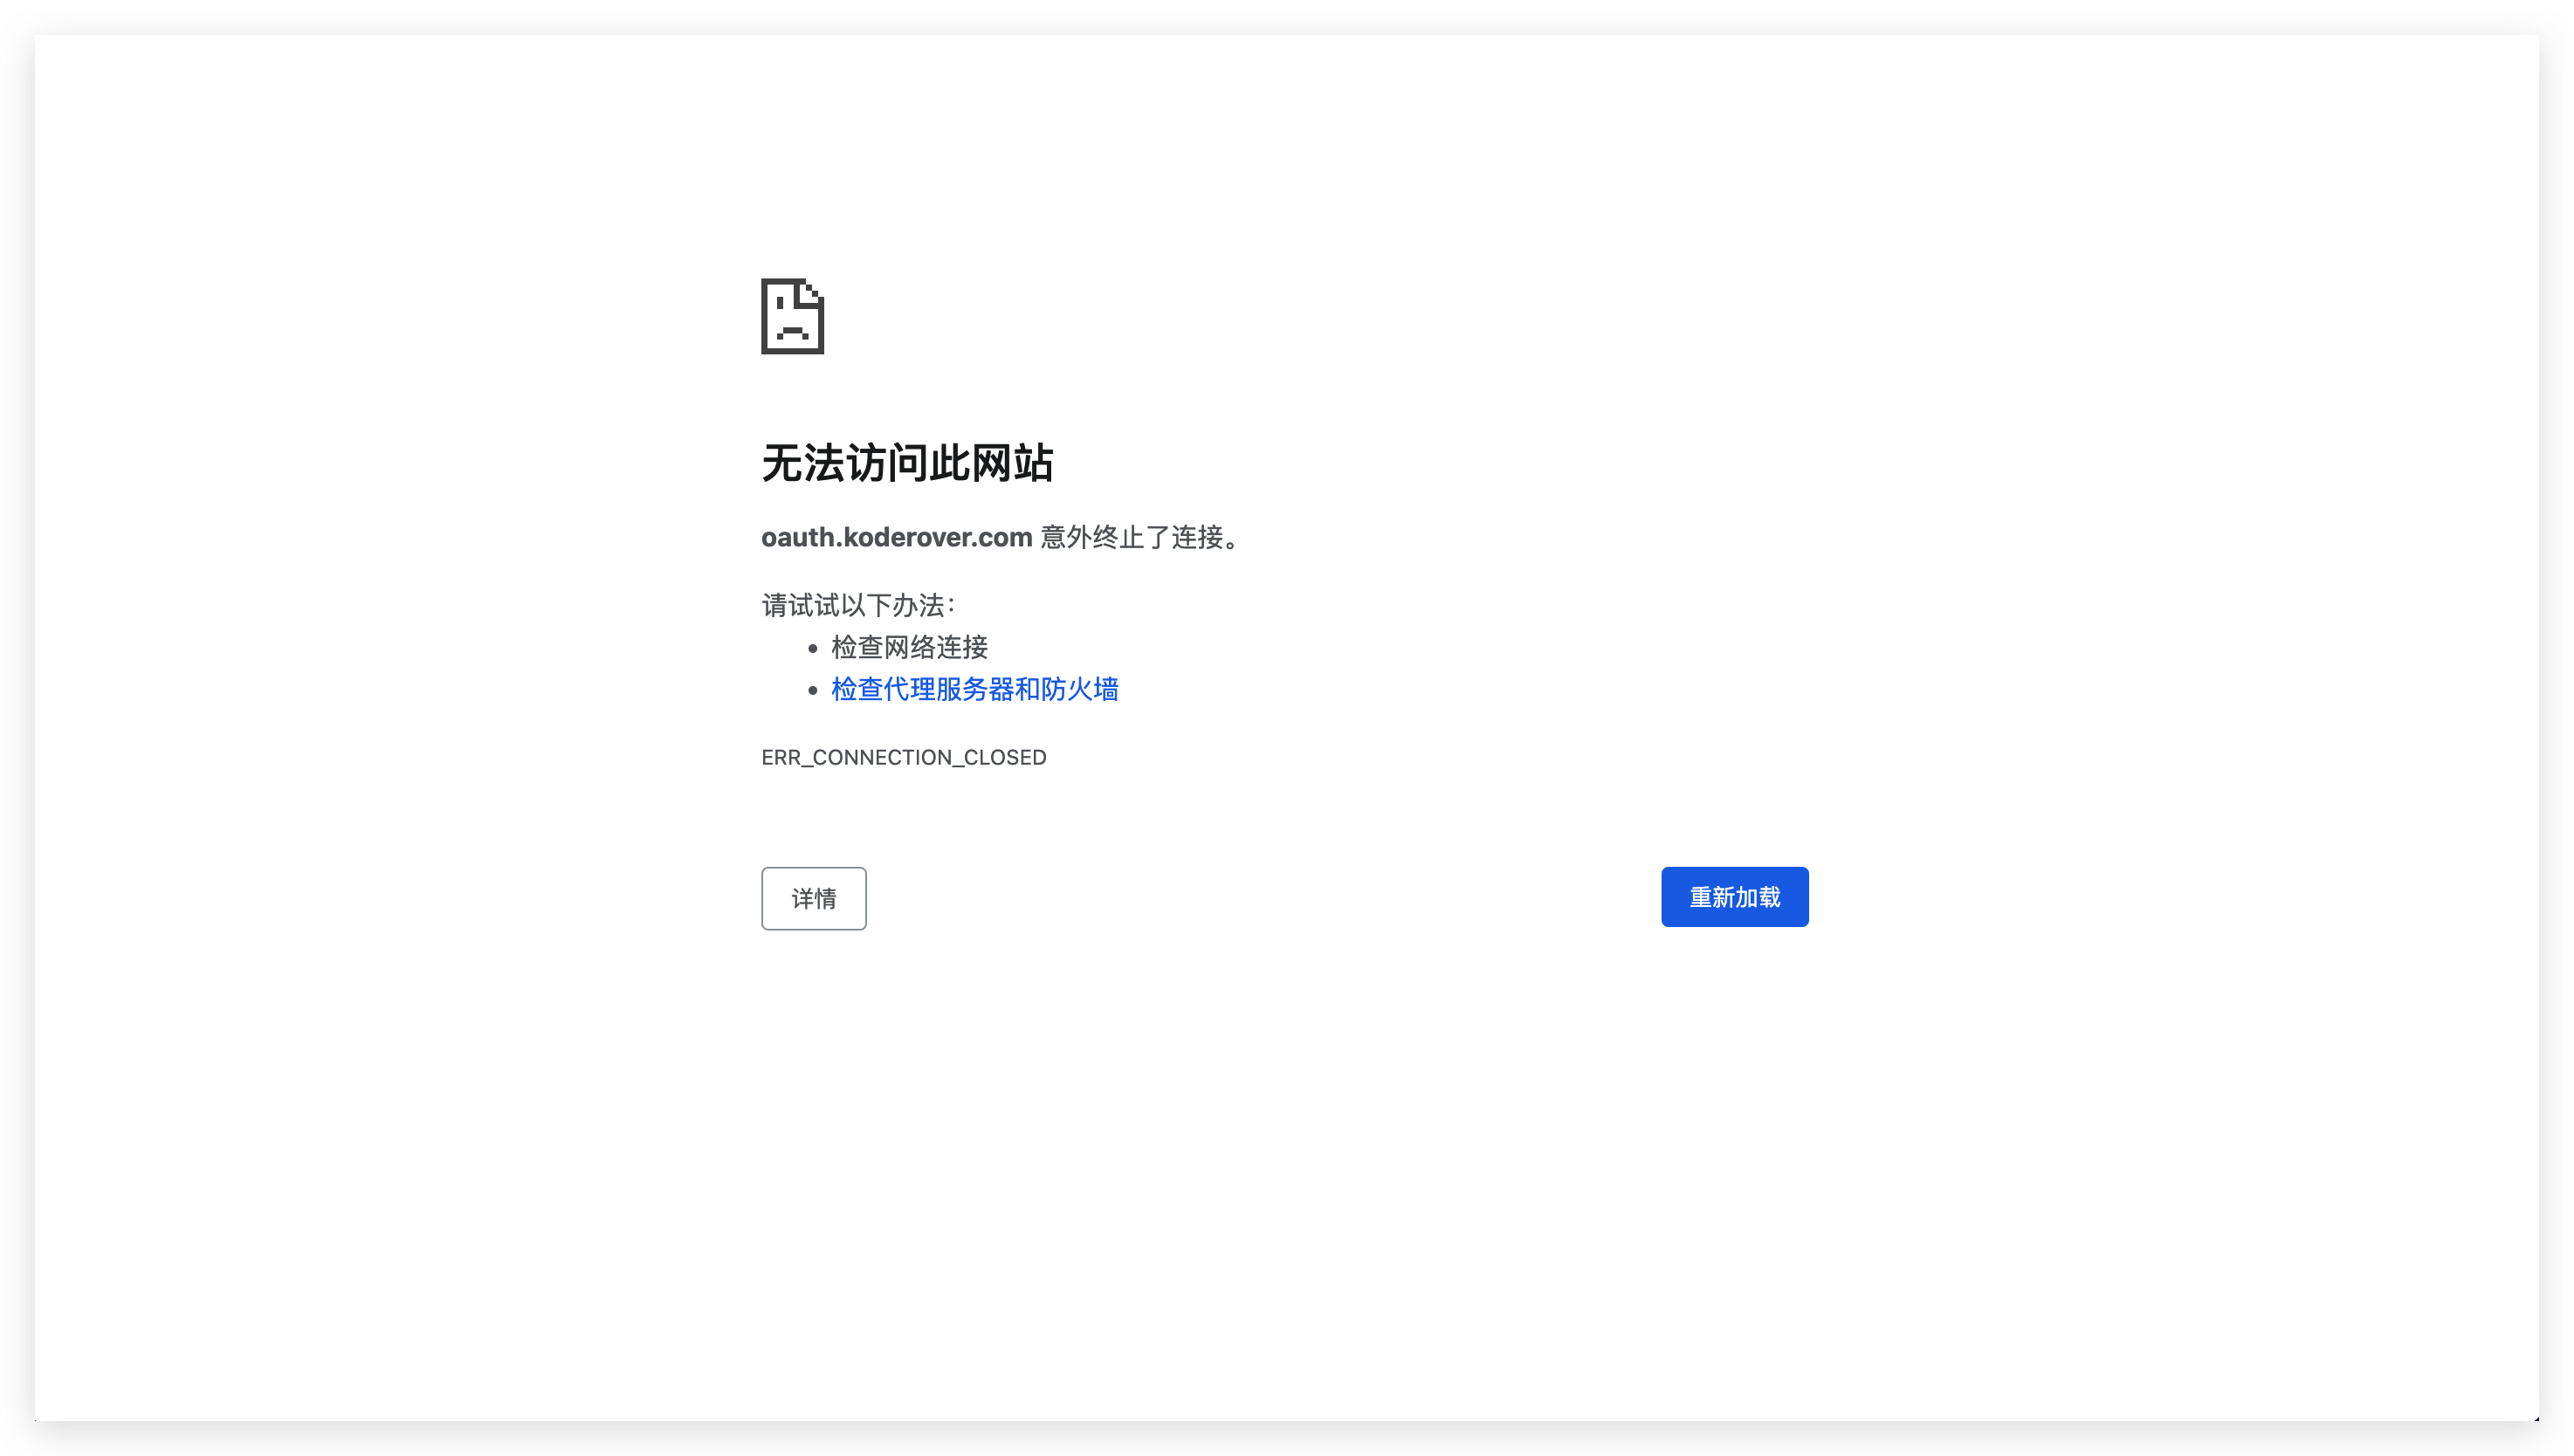 无法访问此网站
oauth.koderover.com 意外终止了连接。
请试试以下办法：
• 检查网络连接
• 检查代理服务器和防火墙
ERR_CONNECTION_CLOSED
详情
重新加载